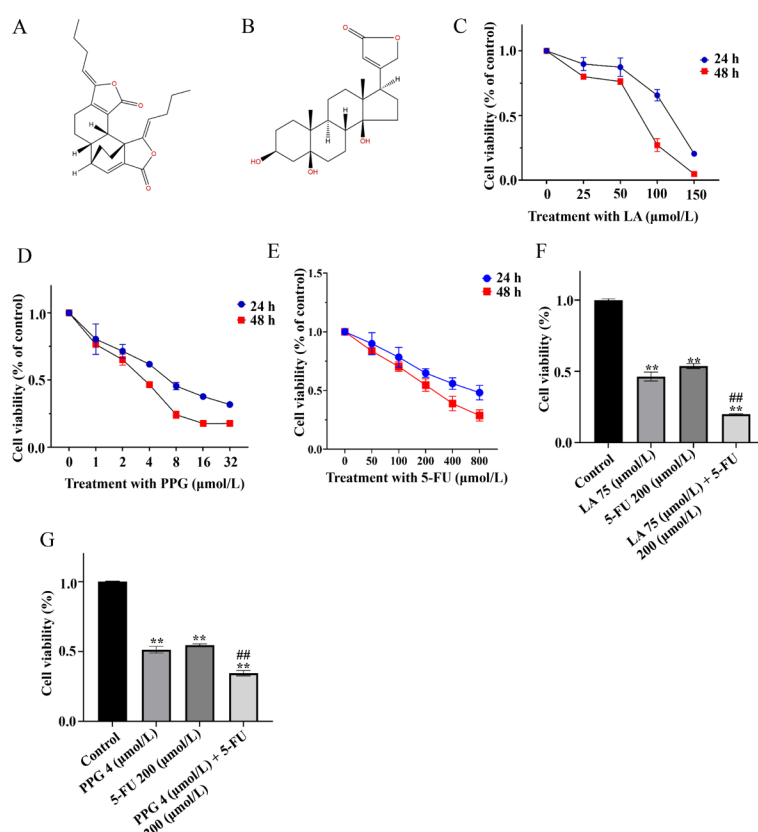 A
B
C
O
O
H
H
H
O
O
O
O
H
H
H
H
HO
OH
OH
Cell viability (% of control)
1.0
0.5
0.0
0
25
50
100
150
Treatment with LA (μmol/L)
24 h
48 h
D
Cell viability (% of control)
1.0
0.5
0.0
0
1
2
4
8
16
32
Treatment with PPG (μmol/L)
24 h
48 h
E
Cell viability (% of control)
1.5
1.0
0.5
0.0
0
50
100
200
400
800
Treatment with 5-FU (μmol/L)
24 h
48 h
F
Cell viability (%)
1.0
0.5
0.0
**
**
##
**
Control
LA 75 (μmol/L)
5-FU 200 (μmol/L)
LA 75 (μmol/L) + 5-FU
200 (μmol/L)
G
Cell viability (%)
1.0
0.5
0.0
**
**
##
**
Control
PPG 4 (μmol/L)
5-FU 200 (μmol/L)
PPG 4 (μmol/L) + 5-FU
200 (μmol/L)